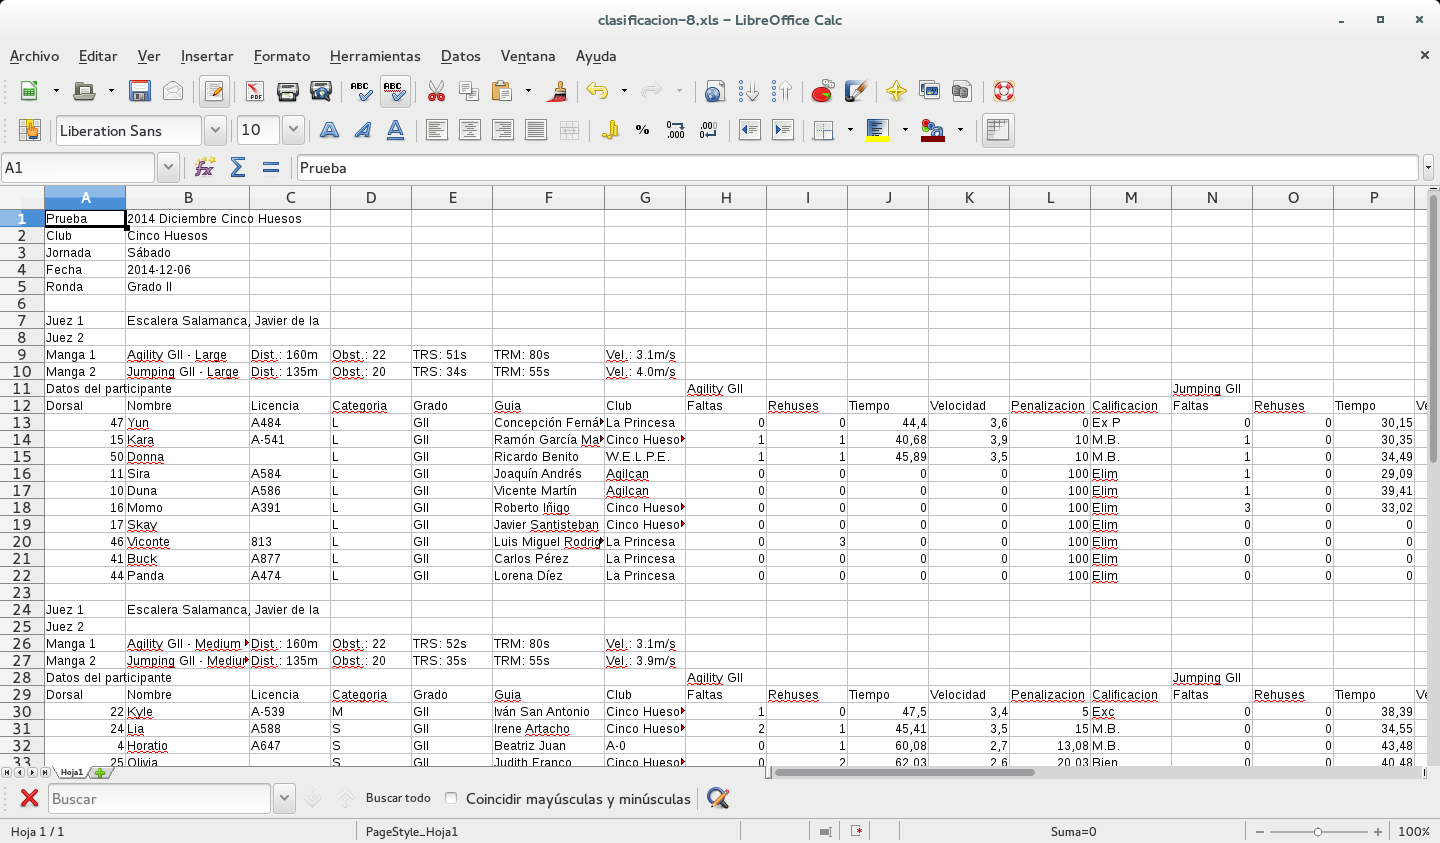 clasificacion-8.xls - LibreOffice Calc
Archivo Editar Ver Insertar Formato Herramientas Datos Ventana Ayuda
Liberation Sans 10
A1 Prueba
A B C D E F G H I J K L M N O P
1 Prueba 2014 Diciembre Cinco Huesos
2 Club Cinco Huesos
3 Jornada Sábado
4 Fecha 2014-12-06
5 Ronda Grado II
6
7 Juez 1 Escalera Salamanca, Javier de la
8 Juez 2
9 Manga 1 Agility GII - Large Dist.: 160m Obst.: 22 TRS: 51s TRM: 80s Vel.: 3.1m/s
10 Manga 2 Jumping GII - Large Dist.: 135m Obst.: 20 TRS: 34s TRM: 55s Vel.: 4.0m/s
11 Datos del participante Agility GII Jumping GII
12 Dorsal Nombre Licencia Categoria Grado Guia Club Faltas Rehuses Tiempo Velocidad Penalizacion Calificacion Faltas Rehuses Tiempo Ve
13 47 Yun A484 L GII Concepción Ferná La Princesa 0 0 44,4 3,6 0 Ex P 0 0 30,15
14 15 Kara A-541 L GII Ramón García Ma Cinco Hueso 1 1 40,68 3,9 10 M.B. 1 0 30,35
15 50 Donna L GII Ricardo Benito W.E.L.P.E. 1 1 45,89 3,5 10 M.B. 1 0 34,49
16 11 Sira A584 L GII Joaquín Andrés Agilcan 0 0 0 0 100 Elim 1 0 29,09
17 10 Duna A586 L GII Vicente Martín Agilcan 0 0 0 0 100 Elim 1 0 39,41
18 16 Momo A391 L GII Roberto Iñigo Cinco Hueso 0 0 0 0 100 Elim 3 0 33,02
19 17 Skay L GII Javier Santisteban Cinco Hueso 0 0 0 0 100 Elim 0 0 0
20 46 Viconte 813 L GII Luis Miguel Rodrig La Princesa 0 3 0 0 100 Elim 0 0 0
21 41 Buck A877 L GII Carlos Pérez La Princesa 0 0 0 0 100 Elim 0 0 0
22 44 Panda A474 L GII Lorena Díez La Princesa 0 0 0 0 100 Elim 0 0 0
23
24 Juez 1 Escalera Salamanca, Javier de la
25 Juez 2
26 Manga 1 Agility GII - Medium Dist.: 160m Obst.: 22 TRS: 52s TRM: 80s Vel.: 3.1m/s
27 Manga 2 Jumping GII - Mediu Dist.: 135m Obst.: 20 TRS: 35s TRM: 55s Vel.: 3.9m/s
28 Datos del participante Agility GII Jumping GII
29 Dorsal Nombre Licencia Categoria Grado Guia Club Faltas Rehuses Tiempo Velocidad Penalizacion Calificacion Faltas Rehuses Tiempo Ve
30 22 Kyle A-539 M GII Iván San Antonio Cinco Hueso 1 0 47,5 3,4 5 Exc 0 0 38,39
31 24 Lia A588 S GII Irene Artacho Cinco Hueso 2 1 45,41 3,5 15 M.B. 0 0 34,55
32 4 Horatio A647 S GII Beatriz Juan A-0 0 1 60,08 2,7 13,08 M.B. 0 0 43,48
33 25 Olivia S GII Judith Franco Cinco Hueso 0 2 62,03 2,6 20,03 Bien 0 0 40,48
Hoja1
Buscar Buscar todo Coincidir mayúsculas y minúsculas
Hoja 1 / 1 PageStyle_Hoja1 Suma=0 100%